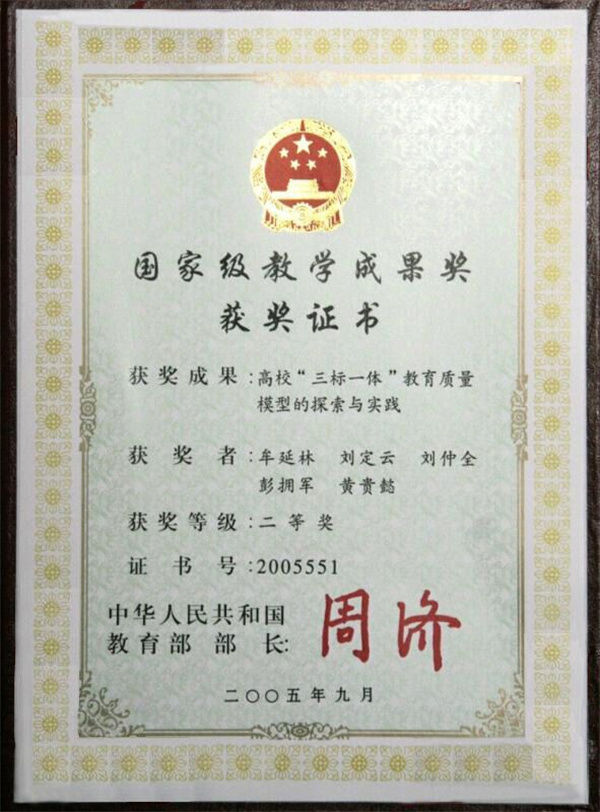 国家级教学成果奖
获奖证书
获奖成果:高校“三标一体”教育质量
模型的探索与实践
获奖者:牟延林 刘定云 刘仲全
彭拥军 黄贵懿
获奖等级:二等奖
证书号:2005551
中华人民共和国
教育部部长:
周济
二〇〇五年九月